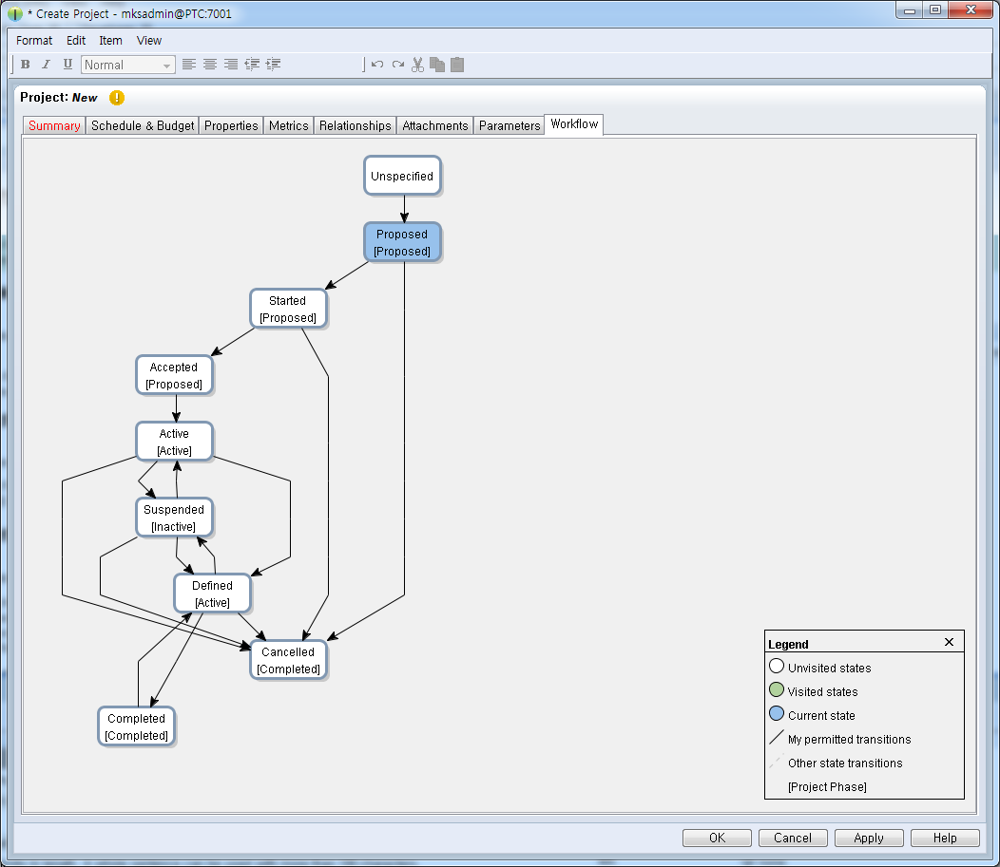 * Create Project - mksadmin@PTC:7001
Format Edit Item View
B I U Normal
Project: New
Summary Schedule & Budget Properties Metrics Relationships Attachments Parameters Workflow
Unspecified
Proposed
[Proposed]
Started
[Proposed]
Accepted
[Proposed]
Active
[Active]
Suspended
[Inactive]
Defined
[Active]
Cancelled
[Completed]
Completed
[Completed]
Legend
Unvisited states
Visited states
Current state
My permitted transitions
Other state transitions
[Project Phase]
OK Cancel Apply Help